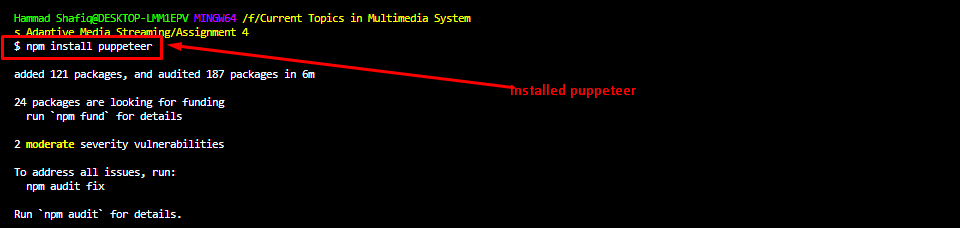 Hammad Shafiq@DESKTOP-LMM1EPV MINGW64 /f/Current Topics in Multimedia System
s Adaptive Media Streaming/Assignment 4
$ npm install puppeteer
added 121 packages, and audited 187 packages in 6m
Installed puppeteer
24 packages are looking for funding
run `npm fund` for details
2 moderate severity vulnerabilities
To address all issues, run:
npm audit fix
Run `npm audit` for details.